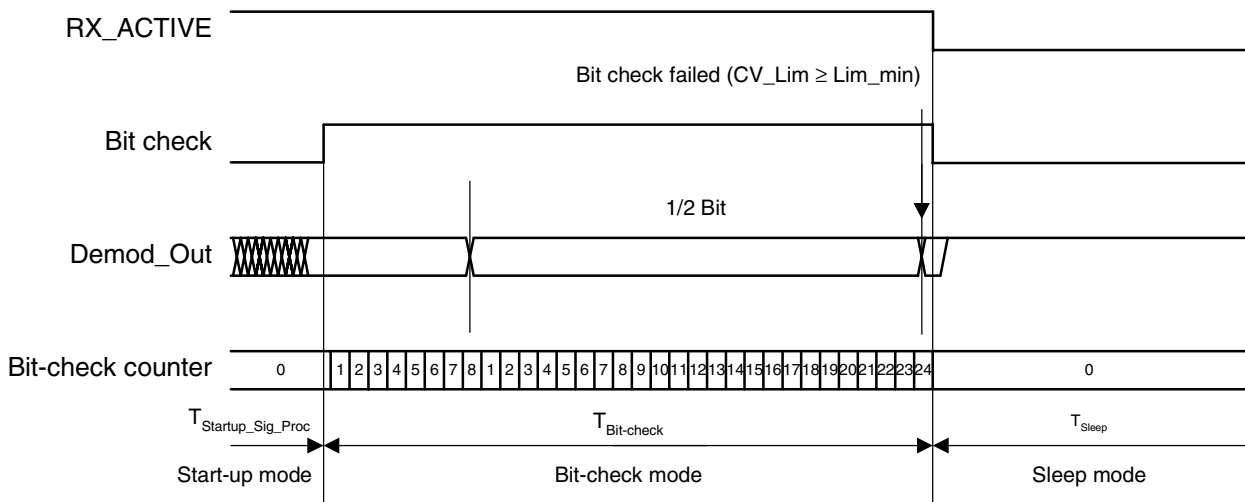 RX_ACTIVE
Bit check failed (CV_Lim ≥ Lim_min)
Bit check
1/2 Bit
Demod_Out
Bit-check counter 0 1 2 3 4 5 6 7 8 1 2 3 4 5 6 7 8 9 10 11 12 13 14 15 16 17 18 19 20 21 22 23 24 0
TStartup_Sig_Proc TBit-check TSleep
Start-up mode Bit-check mode Sleep mode